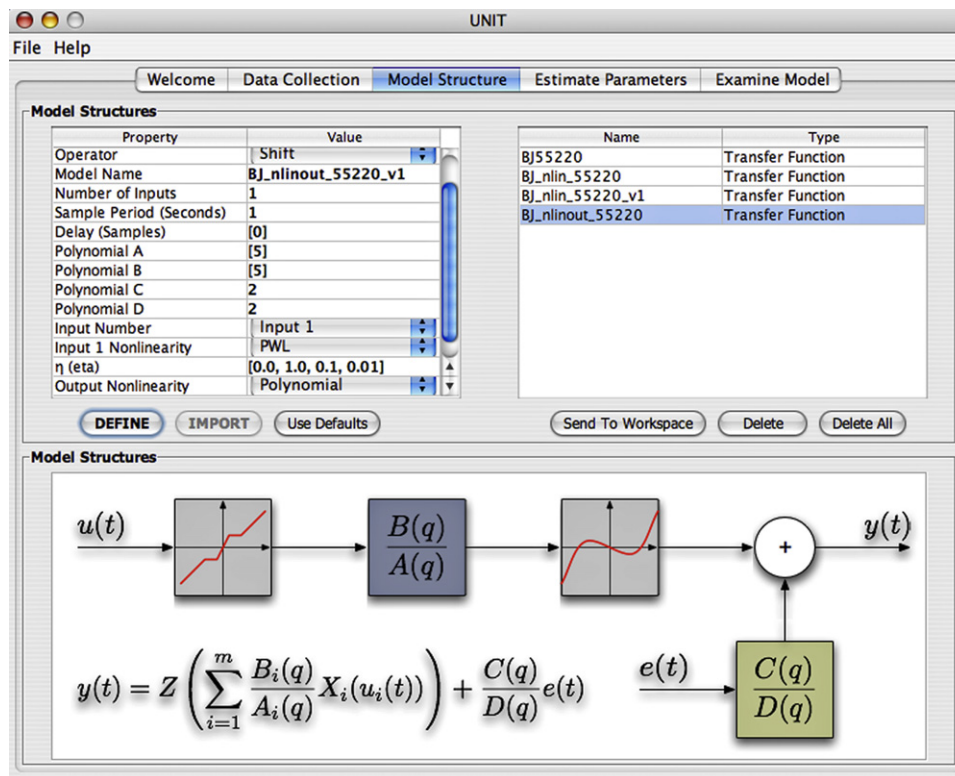 UNIT
File Help
Welcome Data Collection Model Structure Estimate Parameters Examine Model
Model Structures
Property Value
Operator Shift
Model Name BJ_nlinout_55220_v1
Number of Inputs 1
Sample Period (Seconds) 1
Delay (Samples) [0]
Polynomial A [5]
Polynomial B [5]
Polynomial C 2
Polynomial D 2
Input Number Input 1
Input 1 Nonlinearity PWL
η (eta) [0.0, 1.0, 0.1, 0.01]
Output Nonlinearity Polynomial
DEFINE IMPORT Use Defaults
Name Type
BJ55220 Transfer Function
BJ_nlin_55220 Transfer Function
BJ_nlin_55220_v1 Transfer Function
BJ_nlinout_55220 Transfer Function
Send To Workspace Delete Delete All
Model Structures
u(t)
B(q)
A(q)
+
y(t)
y(t) = Z ( ∑_{i=1}^{m} B_i(q)/A_i(q) X_i(u_i(t)) ) + C(q)/D(q) e(t)
e(t)
C(q)
D(q)